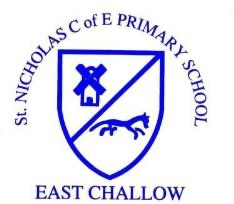 St. NICHOLAS C of E PRIMARY SCHOOL
EAST CHALLOW